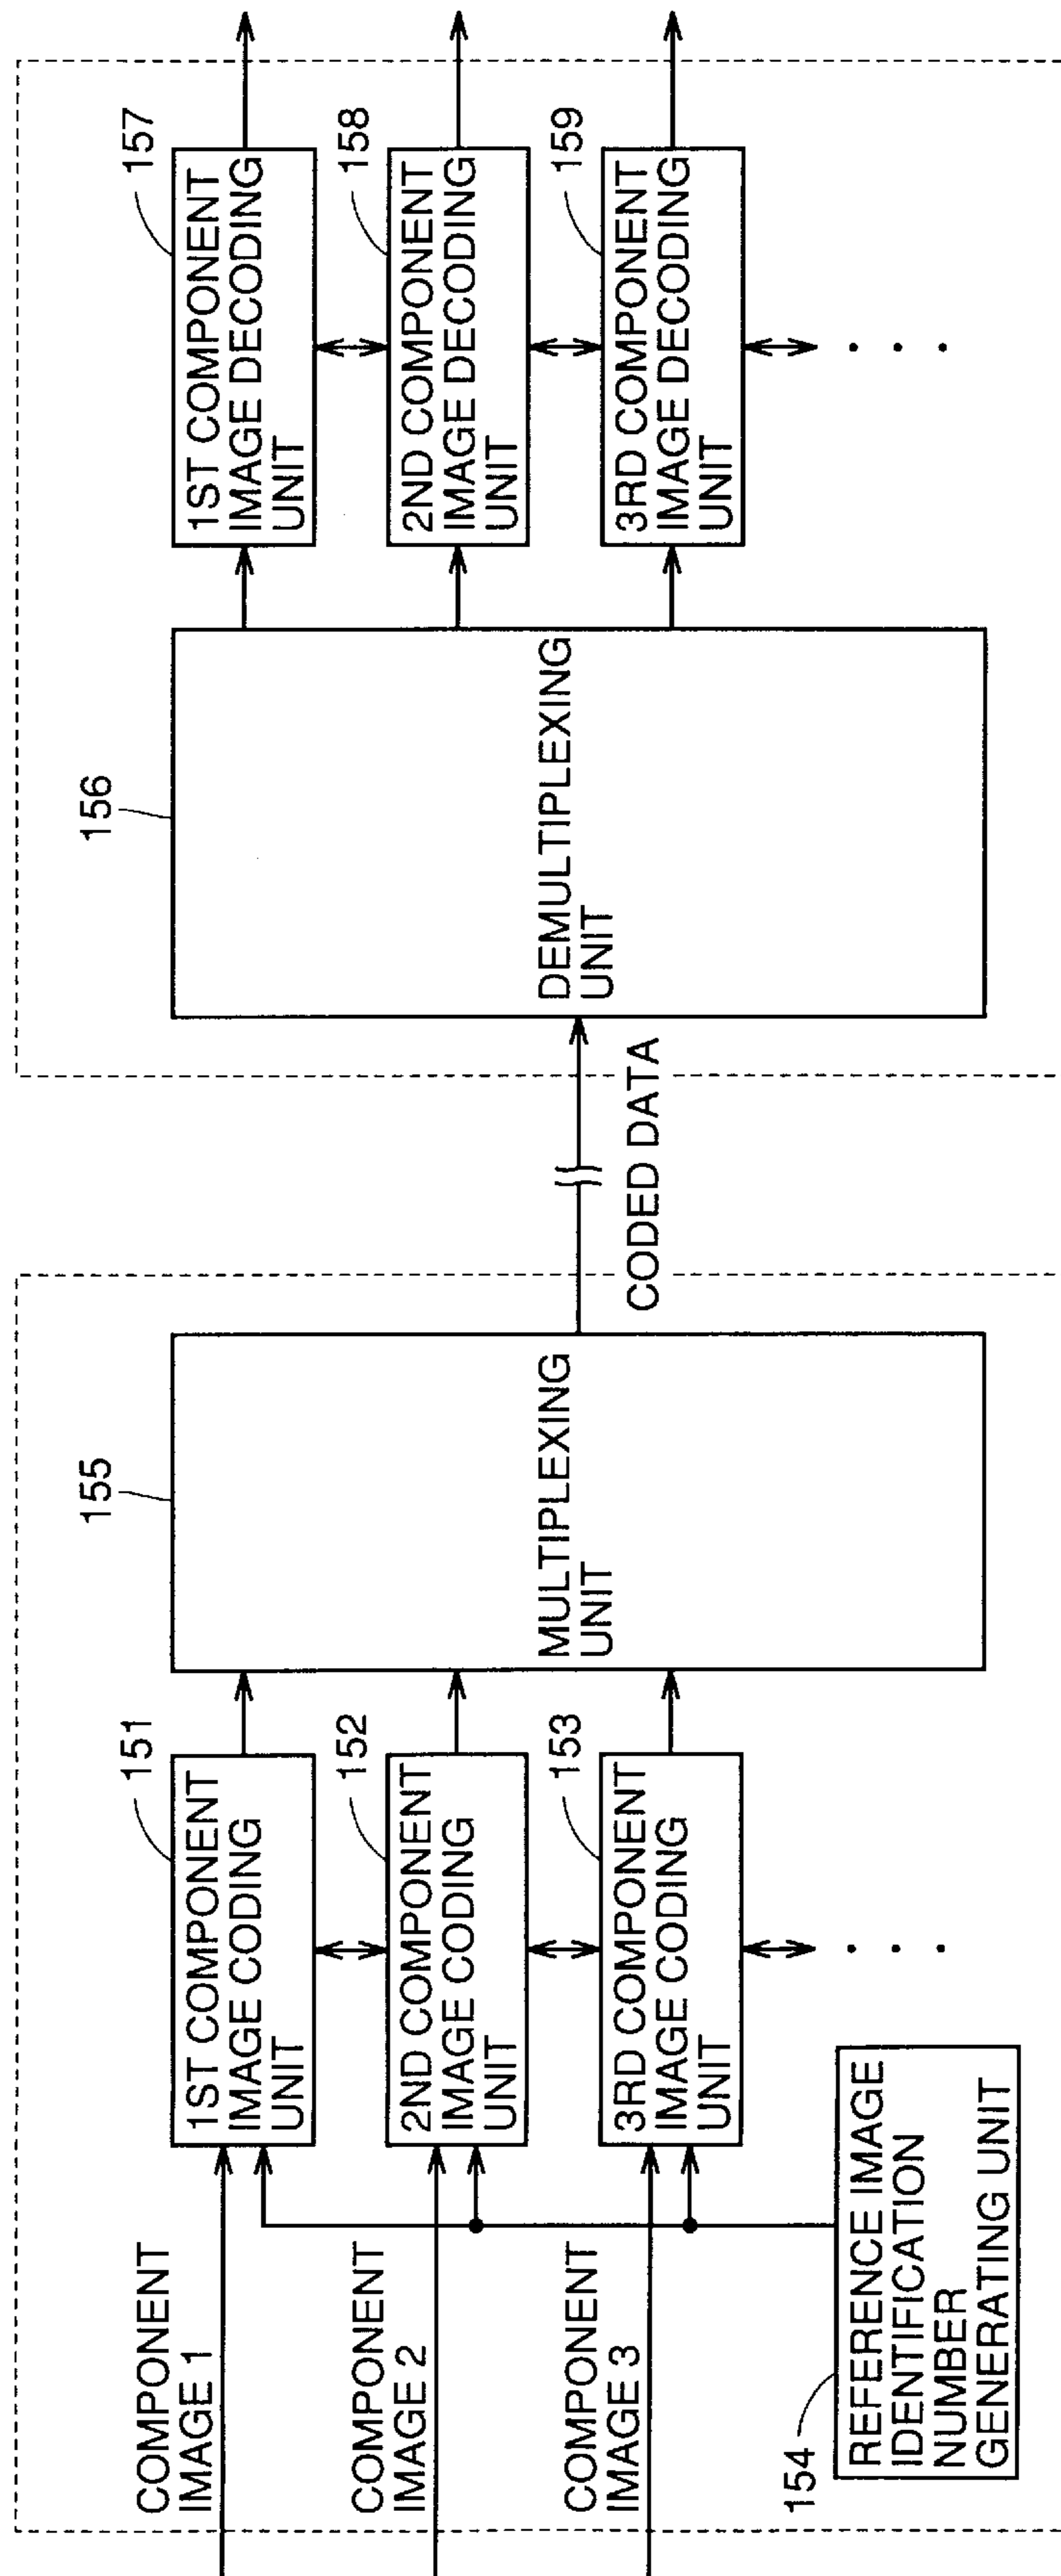 COMPONENT
IMAGE 1
COMPONENT
IMAGE 2
COMPONENT
IMAGE 3
154
REFERENCE IMAGE
IDENTIFICATION
NUMBER
GENERATING UNIT
151
1ST COMPONENT
IMAGE CODING
UNIT
152
2ND COMPONENT
IMAGE CODING
UNIT
153
3RD COMPONENT
IMAGE CODING
UNIT
155
MULTIPLEXING
UNIT
CODED DATA
156
DEMULTIPLEXING
UNIT
157
1ST COMPONENT
IMAGE DECODING
UNIT
158
2ND COMPONENT
IMAGE DECODING
UNIT
159
3RD COMPONENT
IMAGE DECODING
UNIT